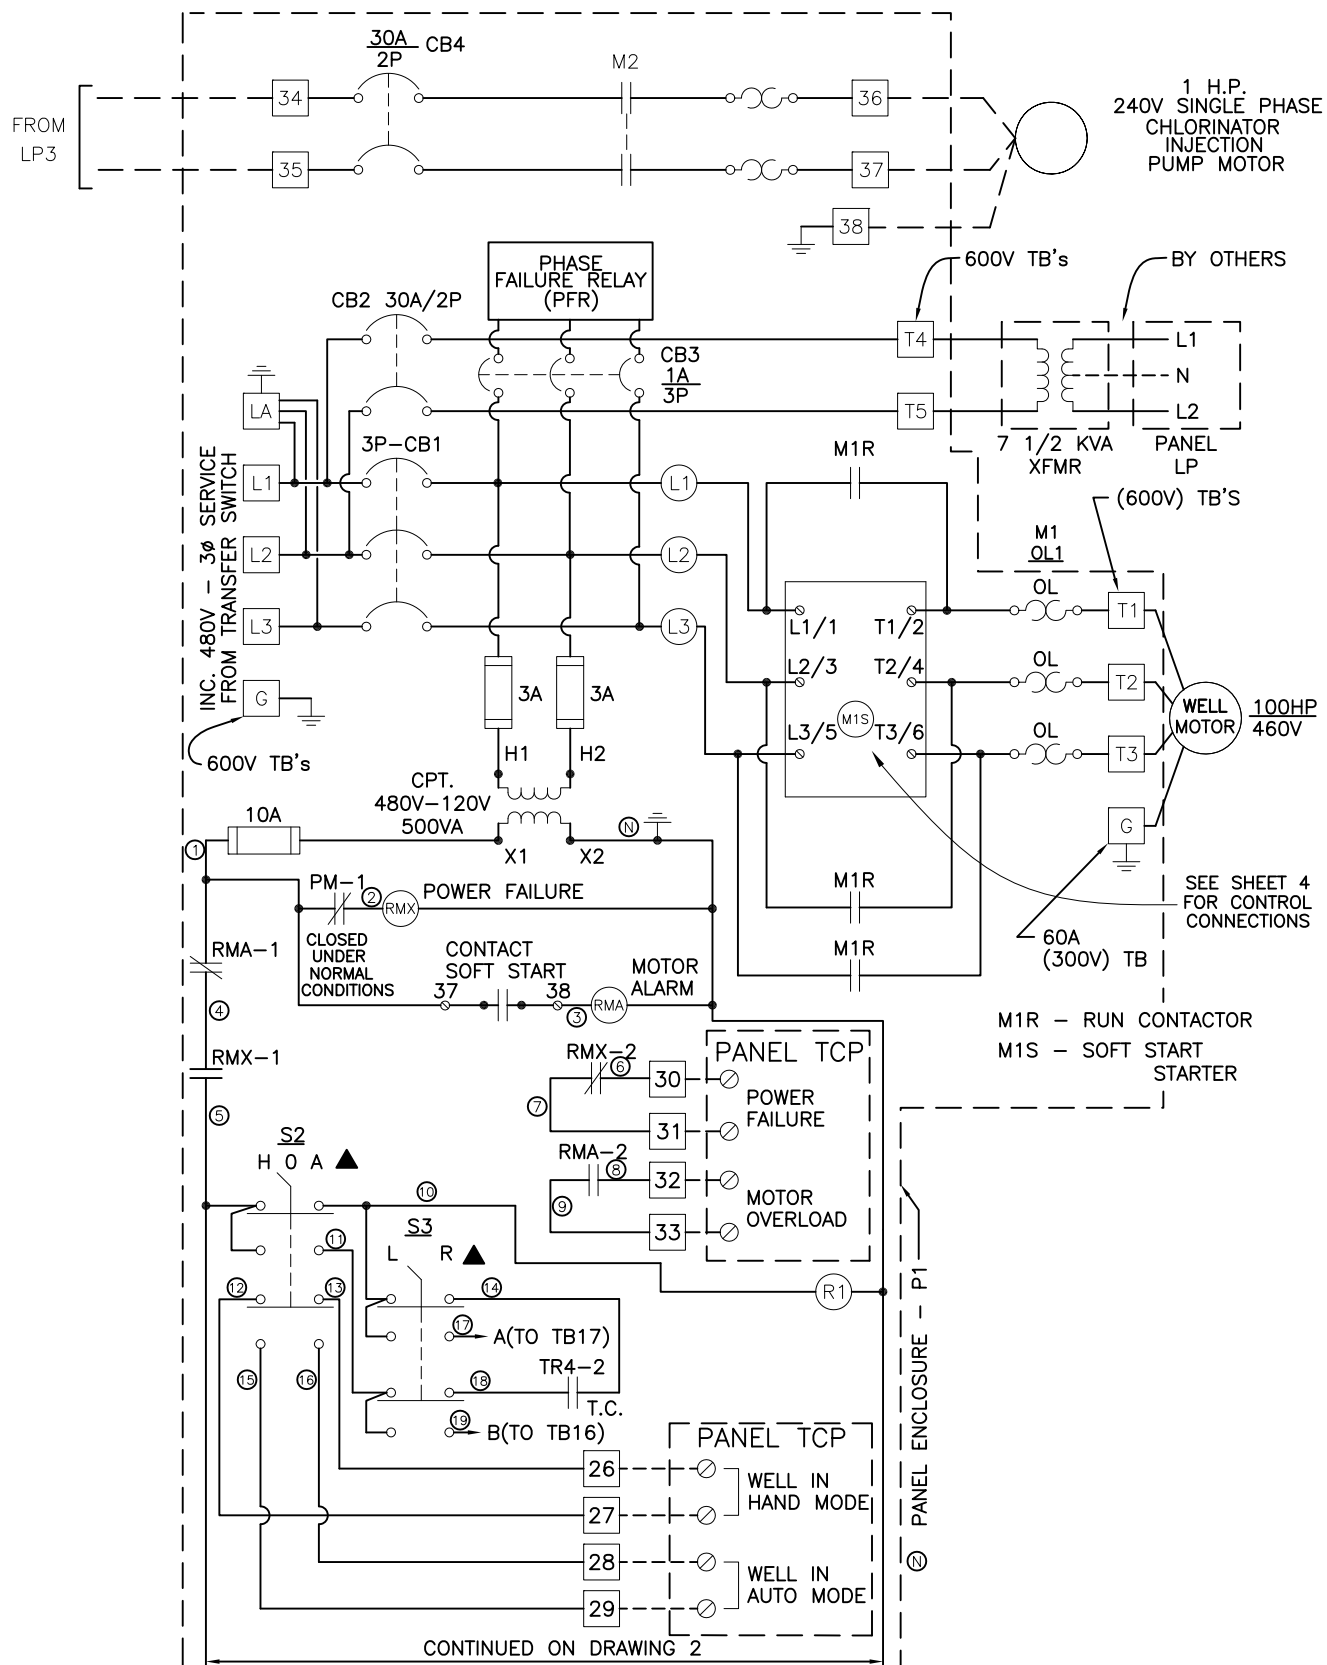 30A
2P
CB4
M2
34
36
35
37
38
FROM
LP3
1 H.P.
240V SINGLE PHASE
CHLORINATOR
INJECTION
PUMP MOTOR
PHASE
FAILURE RELAY
(PFR)
600V TB's
BY OTHERS
CB2 30A/2P
T4
T5
L1
N
L2
CB3
1A
3P
7 1/2 KVA
XFMR
PANEL
LP
LA
L1
L2
L3
G
INC. 480V - 3Ø SERVICE
FROM TRANSFER SWITCH
600V TB's
3P-CB1
L1
L2
L3
M1R
(600V) TB'S
M1
OL1
OL
OL
OL
T1
T2
T3
G
L1/1
T1/2
L2/3
T2/4
L3/5
M1S
T3/6
WELL
MOTOR
100HP
460V
3A
3A
H1
H2
CPT.
480V-120V
500VA
10A
X1
X2
N
1
M1R
M1R
SEE SHEET 4
FOR CONTROL
CONNECTIONS
60A
(300V) TB
PM-1
2
RMX
POWER FAILURE
CLOSED
UNDER
NORMAL
CONDITIONS
RMA-1
CONTACT
SOFT START
37
38
3
RMA
MOTOR
ALARM
4
M1R - RUN CONTACTOR
M1S - SOFT START
STARTER
RMX-1
5
PANEL TCP
RMX-2
6
7
30
31
POWER
FAILURE
RMA-2
8
9
32
33
MOTOR
OVERLOAD
S2
H O A
10
11
12
13
S3
L R
14
15
16
17
A(TO TB17)
TR4-2
T.C.
18
19
B(TO TB16)
R1
PANEL ENCLOSURE - P1
N
PANEL TCP
26
27
28
29
WELL IN
HAND MODE
WELL IN
AUTO MODE
CONTINUED ON DRAWING 2